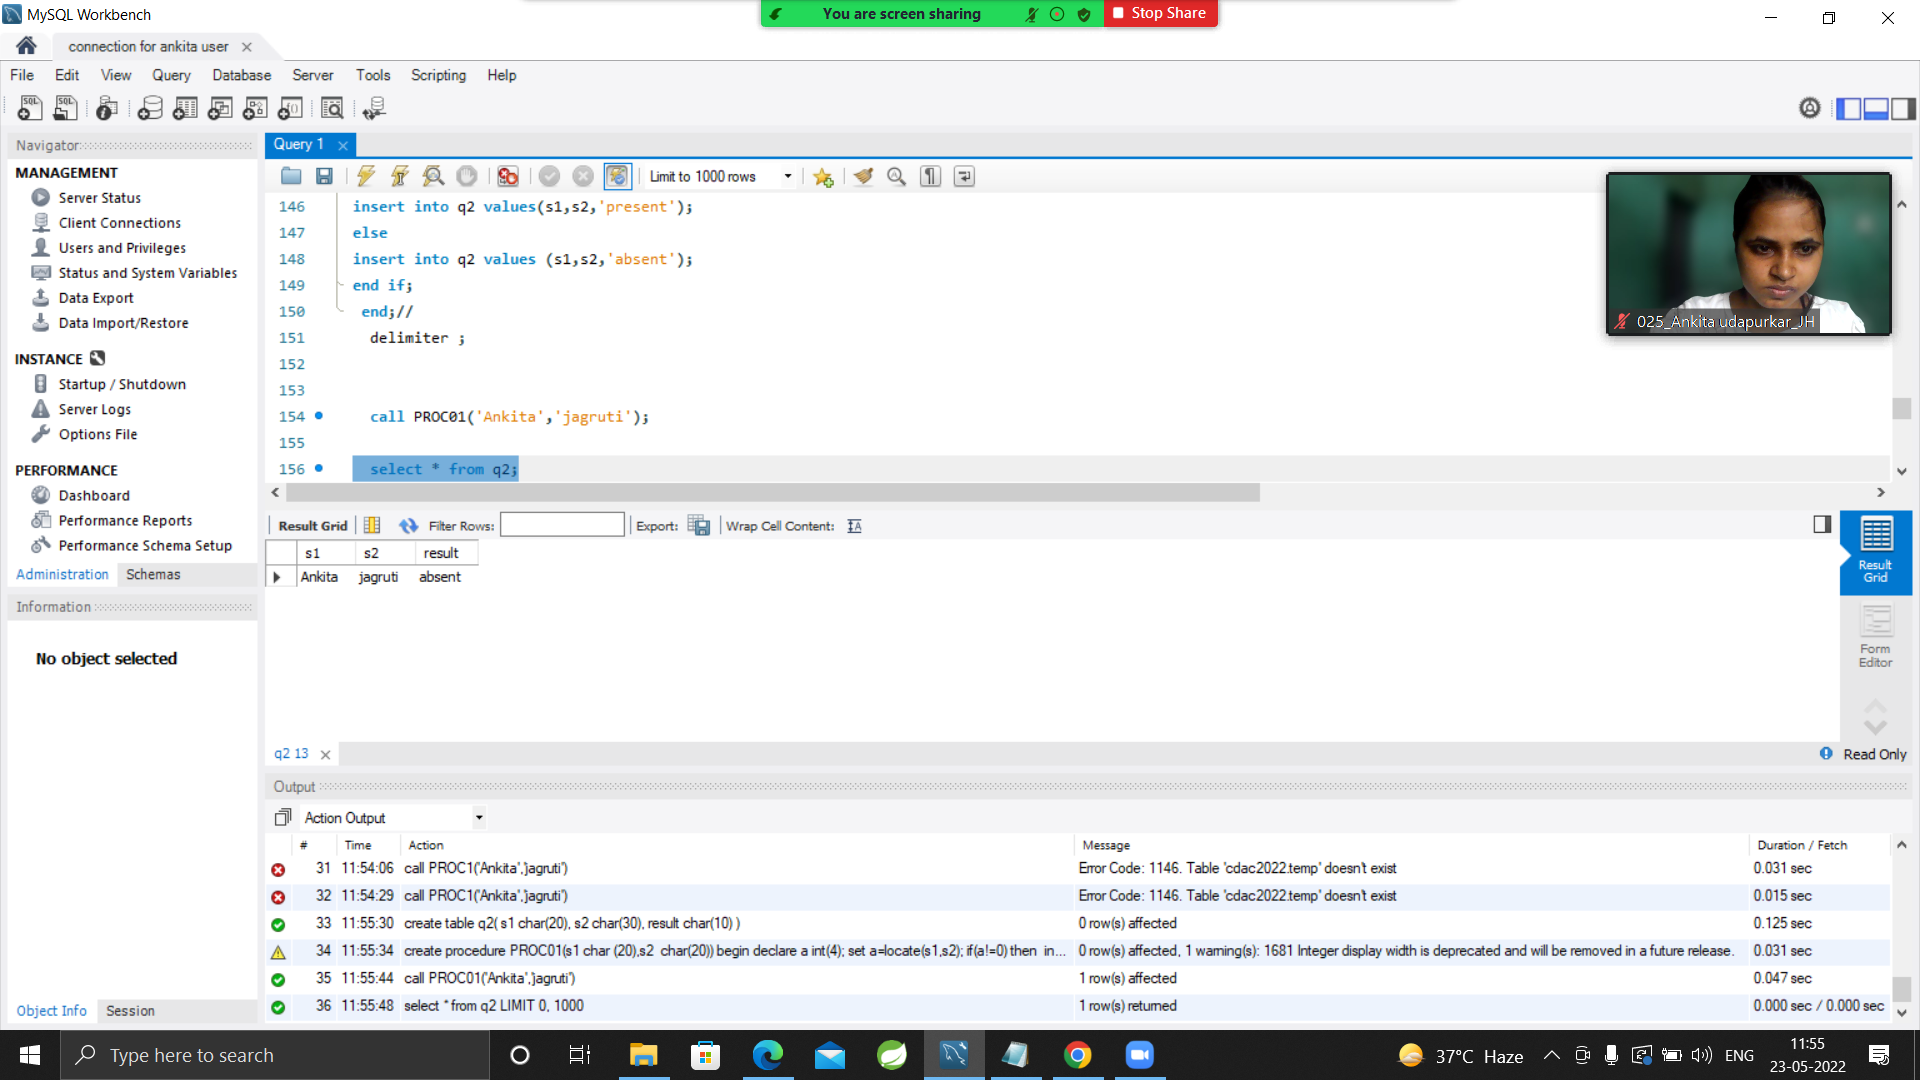 MySQL Workbench
You are screen sharing
Stop Share
connection for ankita user
File Edit View Query Database Server Tools Scripting Help
Navigator
Query 1
MANAGEMENT
Server Status
Client Connections
Users and Privileges
Status and System Variables
Data Export
Data Import/Restore
INSTANCE
Startup / Shutdown
Server Logs
Options File
PERFORMANCE
Dashboard
Performance Reports
Performance Schema Setup
Administration Schemas
Information
No object selected
Object Info Session
Limit to 1000 rows
146 insert into q2 values(s1,s2,'present');
147 else
148 insert into q2 values (s1,s2,'absent');
149 end if;
150 end;//
151 delimiter ;
152
153
154 call PROC01('Ankita','jagruti');
155
156 select * from q2;
025_Ankita udapurkar_JH
Result Grid Filter Rows: Export: Wrap Cell Content:
s1 s2 result
Ankita jagruti absent
Result Grid
Form Editor
q2 13
Read Only
Output
Action Output
# Time Action Message Duration / Fetch
31 11:54:06 call PROC1('Ankita','jagruti') Error Code: 1146. Table 'cdac2022.temp' doesn't exist 0.031 sec
32 11:54:29 call PROC1('Ankita','jagruti') Error Code: 1146. Table 'cdac2022.temp' doesn't exist 0.015 sec
33 11:55:30 create table q2( s1 char(20), s2 char(30), result char(10) ) 0 row(s) affected 0.125 sec
34 11:55:34 create procedure PROC01(s1 char (20),s2 char(20)) begin declare a int(4); set a=locate(s1,s2); if(a!=0) then in... 0 row(s) affected, 1 warning(s): 1681 Integer display width is deprecated and will be removed in a future release. 0.031 sec
35 11:55:44 call PROC01('Ankita','jagruti') 1 row(s) affected 0.047 sec
36 11:55:48 select * from q2 LIMIT 0, 1000 1 row(s) returned 0.000 sec / 0.000 sec
Type here to search
37°C Haze
ENG
11:55
23-05-2022